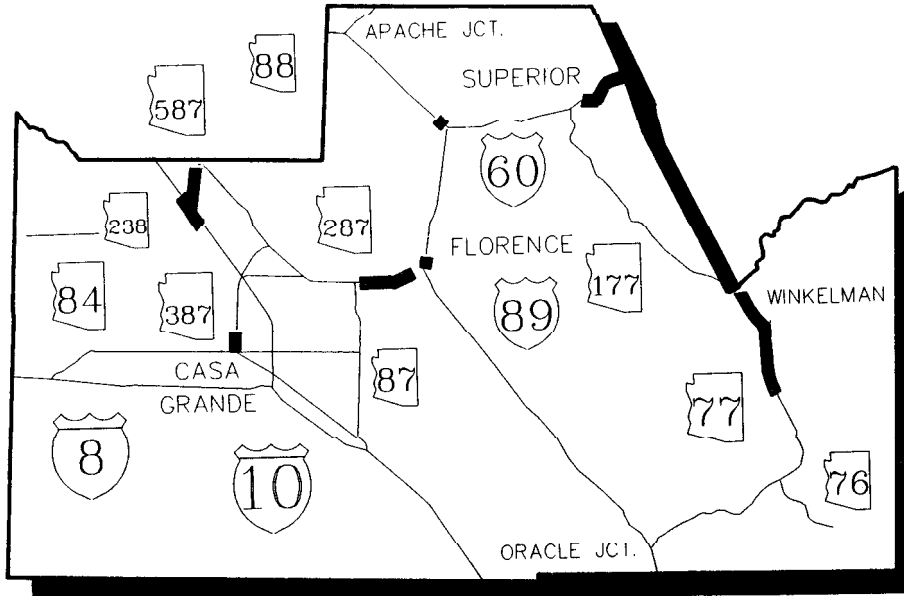 APACHE JCT.
88
SUPERIOR
587
60
238
287
FLORENCE
84
387
177
WINKELMAN
89
CASA
GRANDE
87
77
8
10
76
ORACLE JCT.